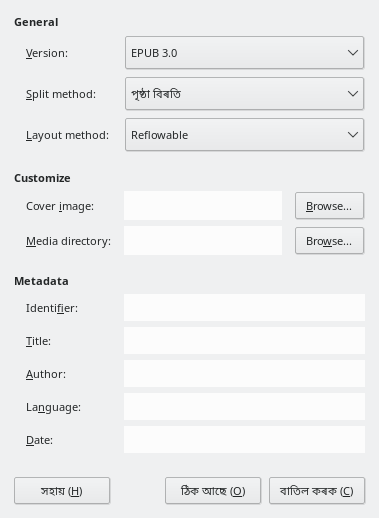 General
Version: EPUB 3.0
Split method: পৃষ্ঠা বিৰতি
Layout method: Reflowable
Customize
Cover image: Browse...
Media directory: Browse...
Metadata
Identifier:
Title:
Author:
Language:
Date:
সহায় (H) ঠিক আছে (O) বাতিল কৰক (C)